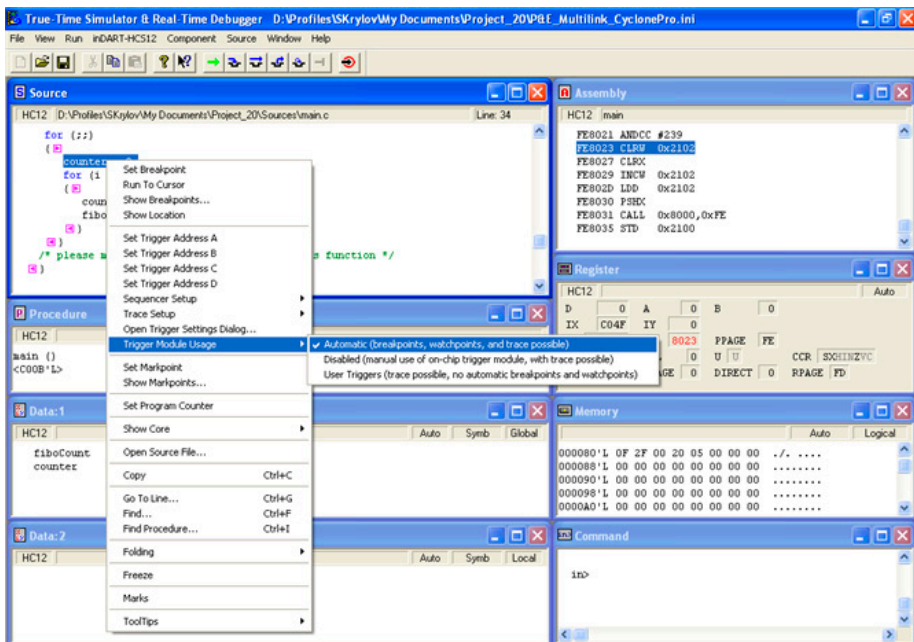 True-Time Simulator & Real-Time Debugger D:\Profiles\SKrylov\My Documents\Project_20\P&E_Multilink_CyclonePro.ini
File View Run inDART-HCS12 Component Source Window Help
Source
HC12 D:\Profiles\SKrylov\My Documents\Project_20\Sources\main.c Line: 34
for (;;)
{
counter
for (i
{
coun
fibo
}
}
/* please m s function */
}
Set Breakpoint
Run To Cursor
Show Breakpoints...
Show Location
Set Trigger Address A
Set Trigger Address B
Set Trigger Address C
Set Trigger Address D
Sequencer Setup
Trace Setup
Open Trigger Settings Dialog...
Trigger Module Usage
Set Markpoint
Show Markpoints...
Set Program Counter
Show Core
Open Source File...
Copy Ctrl+C
Go To Line... Ctrl+G
Find... Ctrl+F
Find Procedure... Ctrl+I
Folding
Freeze
Marks
ToolTips
Automatic (breakpoints, watchpoints, and trace possible)
Disabled (manual use of on-chip trigger module, with trace possible)
User Triggers (trace possible, no automatic breakpoints and watchpoints)
Assembly
HC12 main
FE8021 ANDCC #239
FE8023 CLRW 0x2102
FE8027 CLRX
FE8029 INCW 0x2102
FE802D LDD 0x2102
FE8030 PSHX
FE8031 CALL 0x8000,0xFE
FE8035 STD 0x2100
Register
HC12 Auto
D 0 A 0 B 0
IX C04F IY 0
8023 PPAGE FE
0 U U CCR SXHINZVC
GE 0 DIRECT 0 RPAGE FD
Procedure
HC12
main ()
<C00B'L>
Data:1
HC12 Auto Symb Global
fiboCount
counter
Memory
Auto Logical
000080'L 0F 2F 00 20 05 00 00 00 ./. ....
000088'L 00 00 00 00 00 00 00 00 ........
000090'L 00 00 00 00 00 00 00 00 ........
000098'L 00 00 00 00 00 00 00 00 ........
0000A0'L 00 00 00 00 00 00 00 00 ........
Data:2
HC12 Auto Symb Local
Command
in>